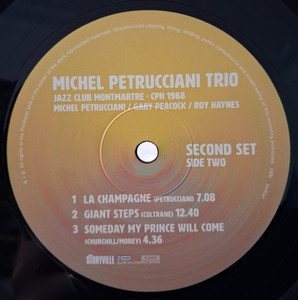 MICHEL PETRUCCIANI TRIO
JAZZ CLUB MONTMARTRE - CPH 1988
MICHEL PETRUCCIANI / GARY PEACOCK / ROY HAYNES
SECOND SET
SIDE TWO
1 LA CHAMPAGNE (PETRUCCIANI) 7.08
2 GIANT STEPS (COLTRANE) 12.40
3 SOMEDAY MY PRINCE WILL COME
(CHURCHILL/MOREY) 4.36
STORYVILLE